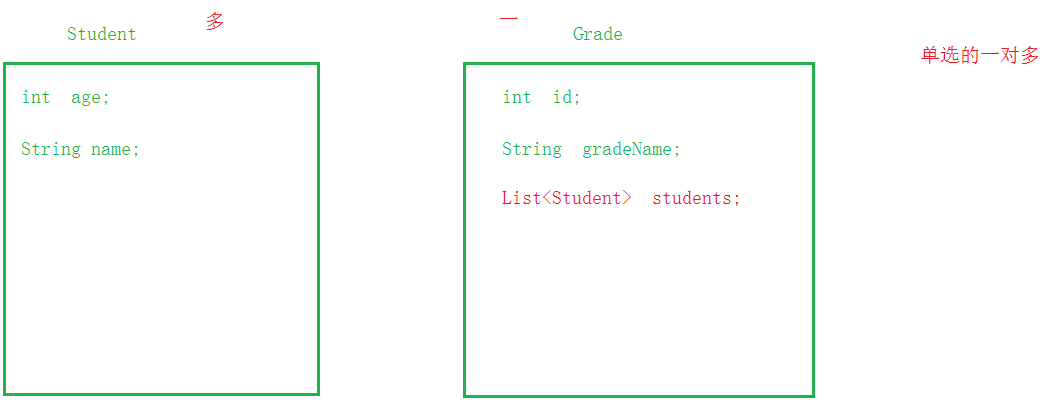 Student 多
int age;
String name;
一
Grade
int id;
String gradeName;
List<Student> students;
单选的一对多